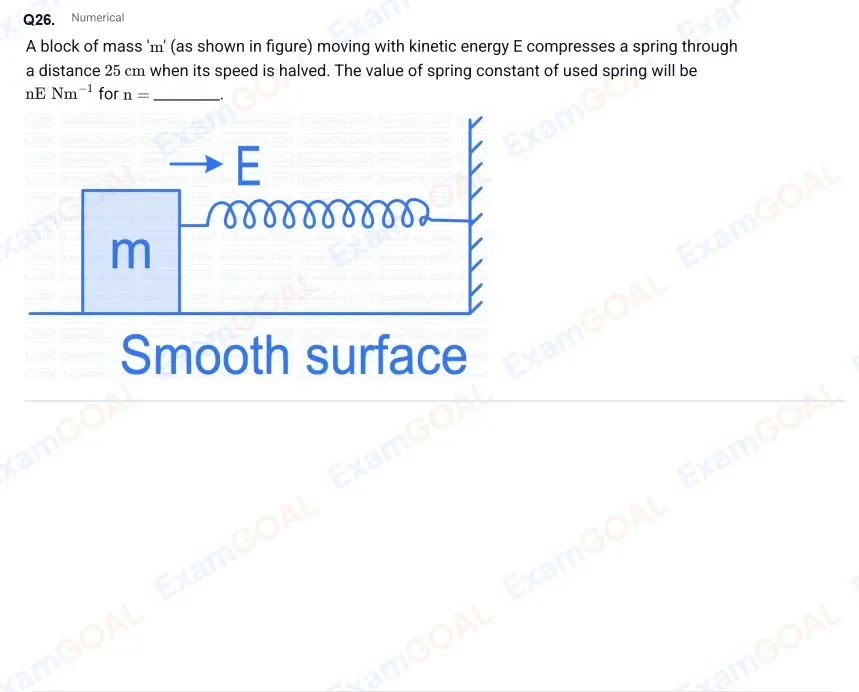 Q26. Numerical
A block of mass 'm' (as shown in figure) moving with kinetic energy E compresses a spring through
a distance 25 cm when its speed is halved. The value of spring constant of used spring will be
nE Nm⁻¹ for n = ________.
E
m
Smooth surface
ExamGOAL